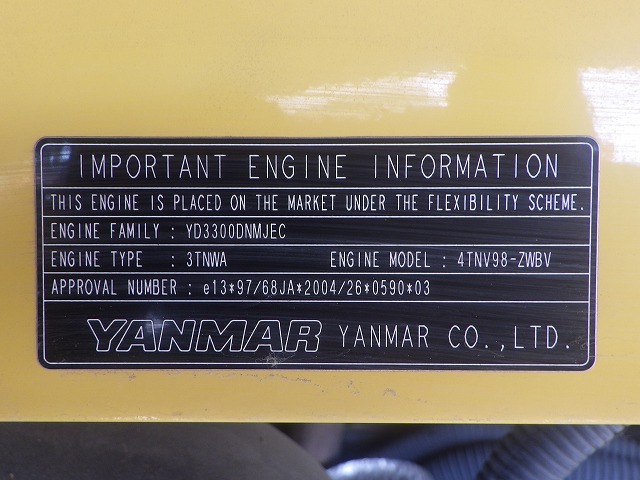 IMPORTANT ENGINE INFORMATION
THIS ENGINE IS PLACED ON THE MARKET UNDER THE FLEXIBILITY SCHEME.
ENGINE FAMILY : YD3300DNMJEC
ENGINE TYPE : 3TNWA ENGINE MODEL : 4TNV98-ZWBV
APPROVAL NUMBER : e13*97/68JA*2004/26*0590*03
YANMAR YANMAR CO.,LTD.